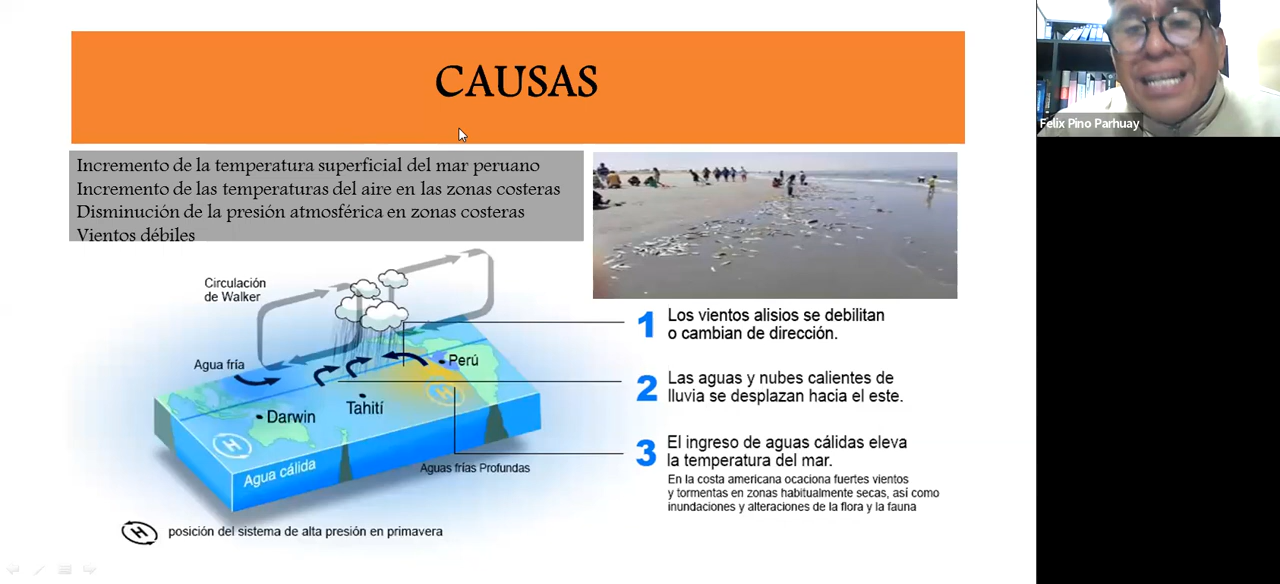 CAUSAS
Félix Pino Parhuay
Incremento de la temperatura superficial del mar peruano
Incremento de las temperaturas del aire en las zonas costeras
Disminución de la presión atmosférica en zonas costeras
Vientos débiles
Circulación
de Walker
Agua fría
Perú
Tahití
Darwin
H
H
Agua cálida
Aguas frías Profundas
H
posición del sistema de alta presión en primavera
1
Los vientos alisios se debilitan
o cambian de dirección.
2
Las aguas y nubes calientes de
lluvia se desplazan hacia el este.
3
El ingreso de aguas cálidas eleva
la temperatura del mar.
En la costa americana ocaciona fuertes vientos
y tormentas en zonas habitualmente secas, así como
inundaciones y alteraciones de la flora y la fauna